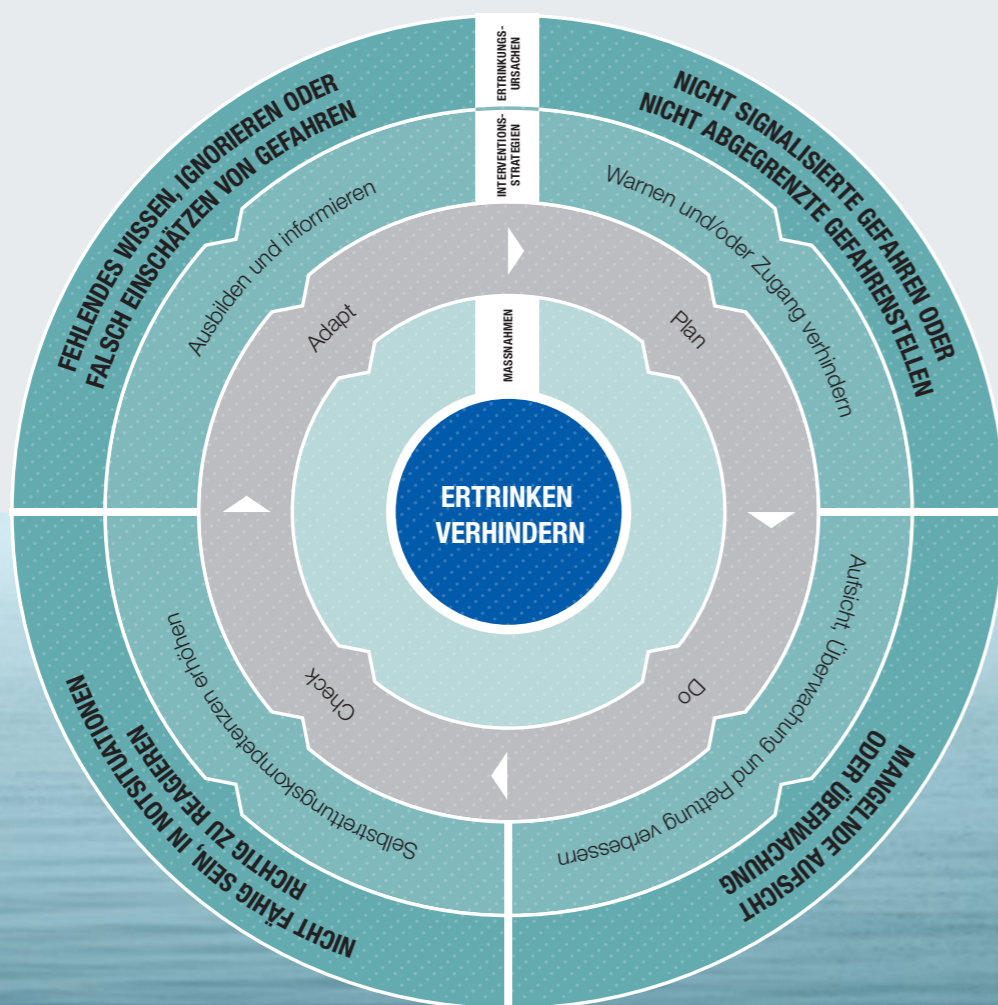 ERTRINKUNGS-
URSACHEN
INTERVENTIONS-
STRATEGIEN
MASSNAHMEN
FEHLENDES WISSEN, IGNORIEREN ODER
FALSCH EINSCHÄTZEN VON GEFAHREN
NICHT SIGNALISIERTE GEFAHREN ODER
NICHT ABGEGRENZTE GEFAHRENSTELLEN
Ausbilden und informieren
Warnen und/oder Zugang verhindern
Adapt
Plan
ERTRINKEN
VERHINDERN
Check
Do
Selbstrettungskompetenzen erhöhen
Aufsicht, Überwachung und Rettung verbessern
NICHT FÄHIG SEIN, IN NOTSITUATIONEN
RICHTIG ZU REAGIEREN
MANGELNDE AUFSICHT
ODER ÜBERWACHUNG